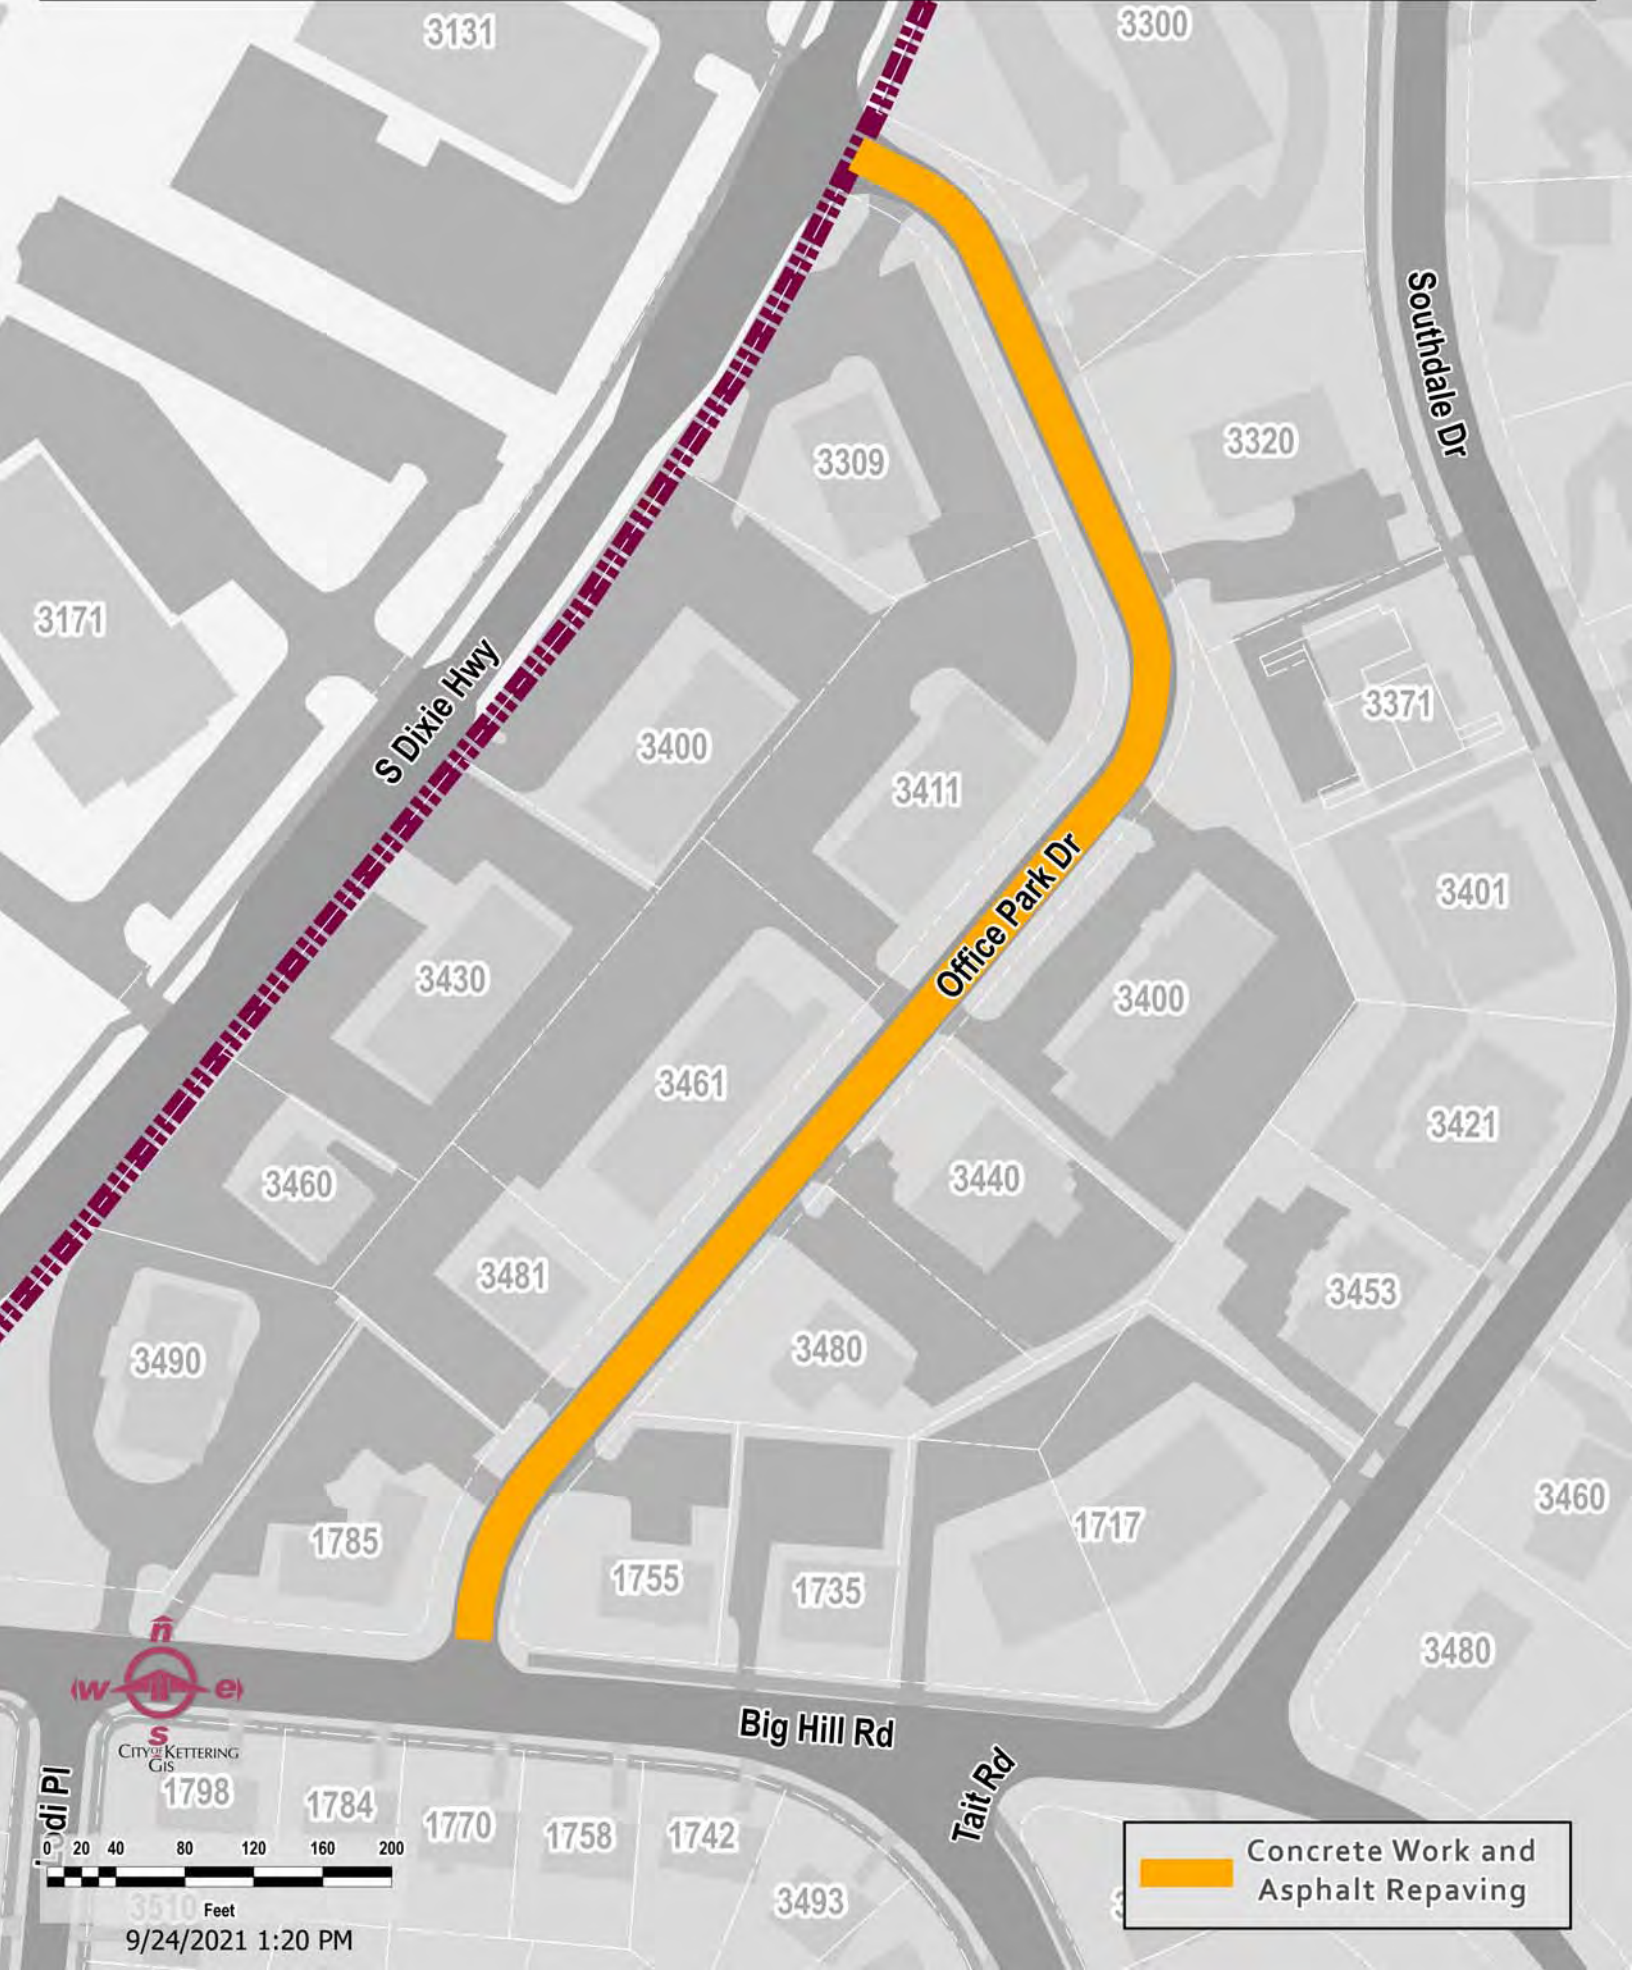 3131
3300
Southdale Dr
3320
3309
3171
S Dixie Hwy
3371
3400
3411
3401
Office Park Dr
3430
3400
3461
3421
3460
3440
3481
3453
3480
3490
1785
1755
1735
1717
3460
3480
n
w e
s
CITY OF KETTERING
GIS
Big Hill Rd
Tait Rd
1798
1784
1770
1758
1742
3493
0 20 40 80 120 160 200
Feet
3510
9/24/2021 1:20 PM
Concrete Work and
Asphalt Repaving